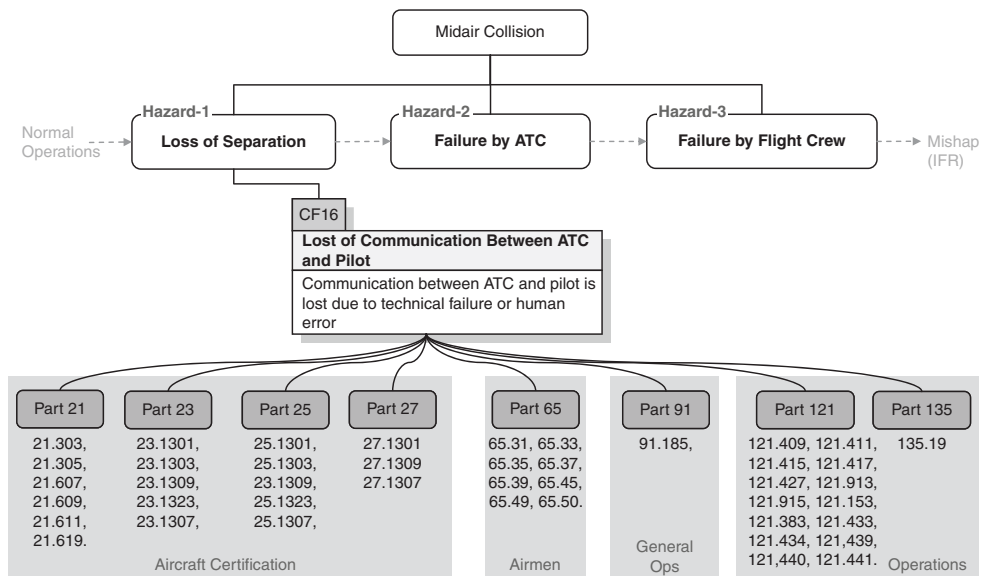 Midair Collision
Hazard-1
Hazard-2
Hazard-3
Normal
Operations
Loss of Separation
Failure by ATC
Failure by Flight Crew
Mishap
(IFR)
CF16
Lost of Communication Between ATC
and Pilot
Communication between ATC and pilot is
lost due to technical failure or human
error
Part 21
21.303,
21.305,
21.607,
21.609,
21.611,
21.619.
Part 23
23.1301,
23.1303,
23.1309,
23.1323,
23.1307,
Part 25
25.1301,
25.1303,
23.1309,
25.1323,
25.1307,
Part 27
27.1301
27.1309
27.1307
Aircraft Certification
Part 65
65.31, 65.33,
65.35, 65.37,
65.39, 65.45,
65.49, 65.50.
Airmen
Part 91
91.185,
General
Ops
Part 121
121.409, 121.411,
121.415, 121.417,
121.427, 121.913,
121.915, 121.153,
121.383, 121.433,
121.434, 121,439,
121,440, 121.441.
Part 135
135.19
Operations